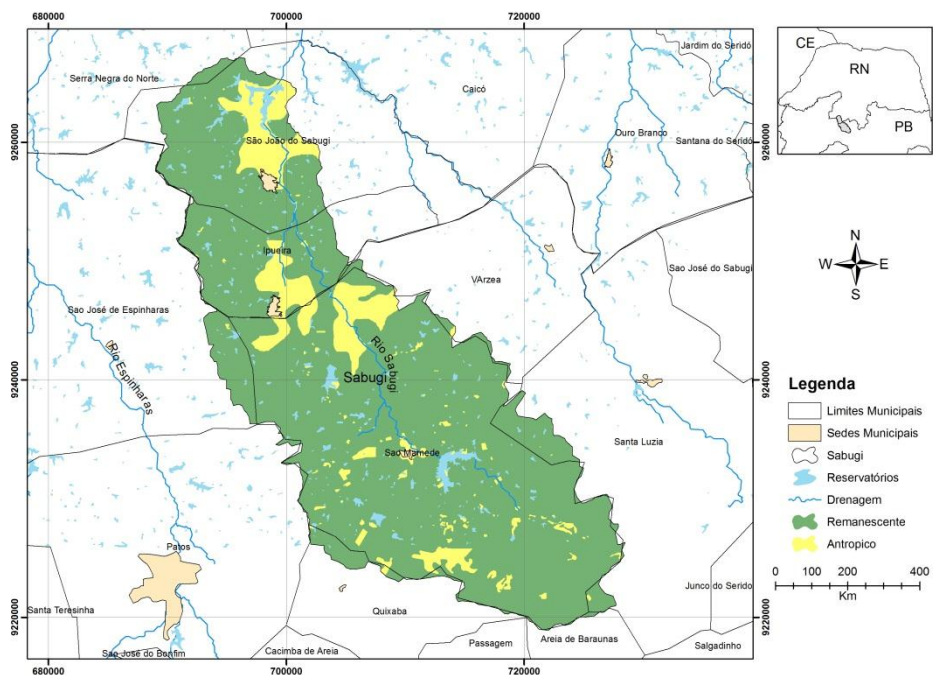 680000
700000
720000
Serra Negra do Norte
Caicó
Jardim do Seridó
São João do Sabugi
Ouro Branco
Santana do Seridó
9260000
9260000
Ipueira
VArzea
Sao José do Sabugi
Sao José de Espinharas
Rio Espinharas
Rio Sabugi
Sabugi
9240000
9240000
Santa Luzia
Sao Mamede
Patos
Santa Teresinha
Quixaba
Junco do Serido
9220000
9220000
Sao José do Bonfim
Cacimba de Areia
Passagem
Areia de Baraunas
Salgadinho
680000
700000
720000
CE
RN
PB
N
W
E
S
Legenda
Limites Municipais
Sedes Municipais
Sabugi
Reservatórios
Drenagem
Remanescente
Antropico
0 50 100 200 300 400
Km